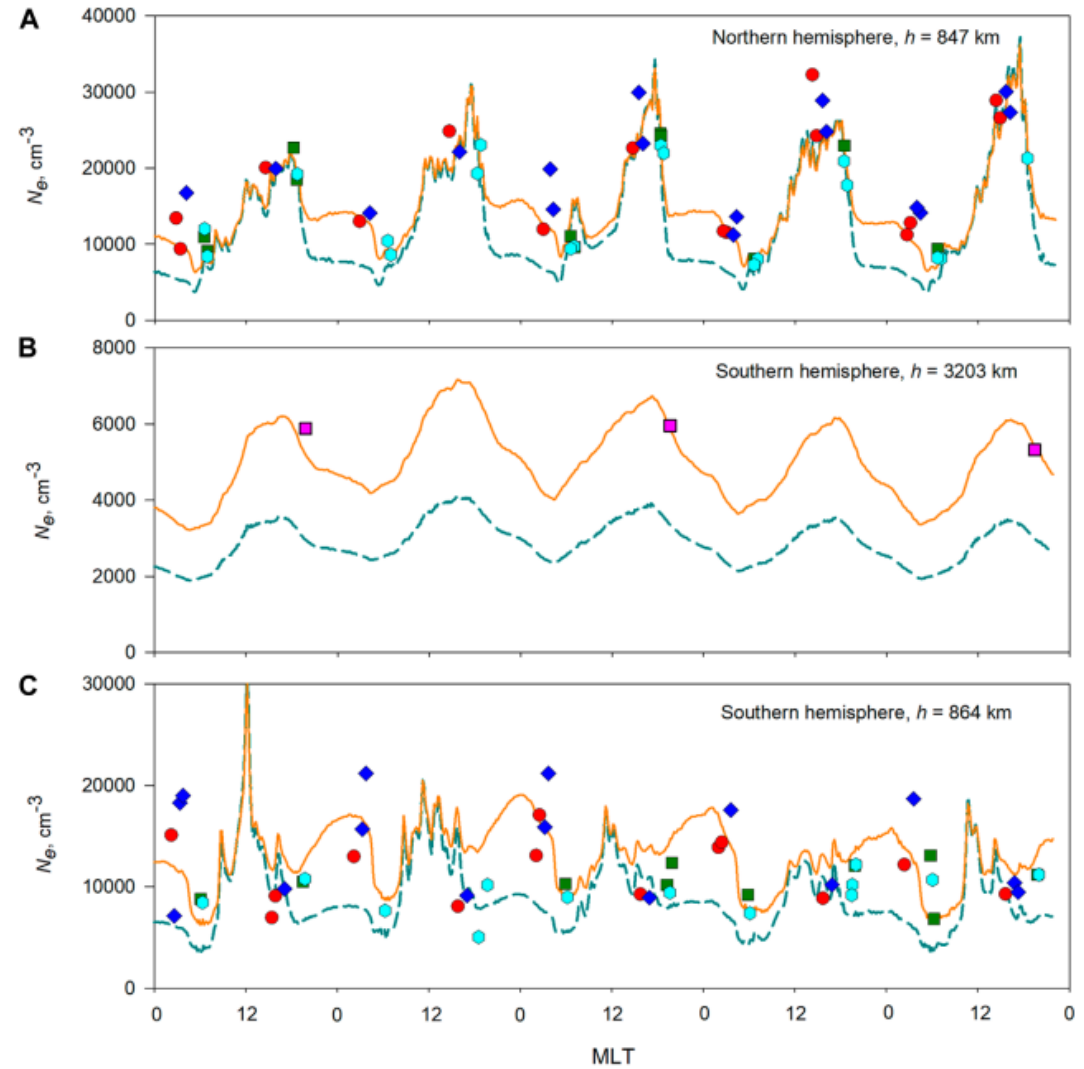 A
40000
Northern hemisphere, h = 847 km
30000
20000
10000
0
Ne, cm-3
B
8000
Southern hemisphere, h = 3203 km
6000
4000
2000
0
Ne, cm-3
C
30000
Southern hemisphere, h = 864 km
20000
10000
0
Ne, cm-3
0 12 0 12 0 12 0 12 0 12 0
MLT